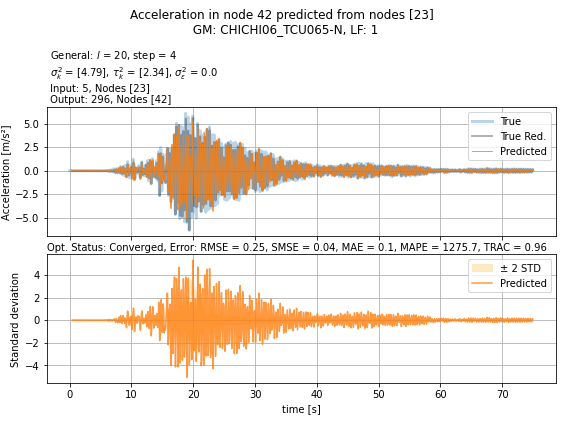 Acceleration in node 42 predicted from nodes [23]
GM: CHICHI06_TCU065-N, LF: 1
General: l = 20, step = 4
σ²ₖ = [4.79], τ²ₖ = [2.34], σ²ᵣ = 0.0
Input: 5, Nodes [23]
Output: 296, Nodes [42]
Acceleration [m/s²]
5.0
2.5
0.0
−2.5
−5.0
True
True Red.
Predicted
Opt. Status: Converged, Error: RMSE = 0.25, SMSE = 0.04, MAE = 0.1, MAPE = 1275.7, TRAC = 0.96
Standard deviation
4
2
0
−2
−4
± 2 STD
Predicted
0 10 20 30 40 50 60 70
time [s]